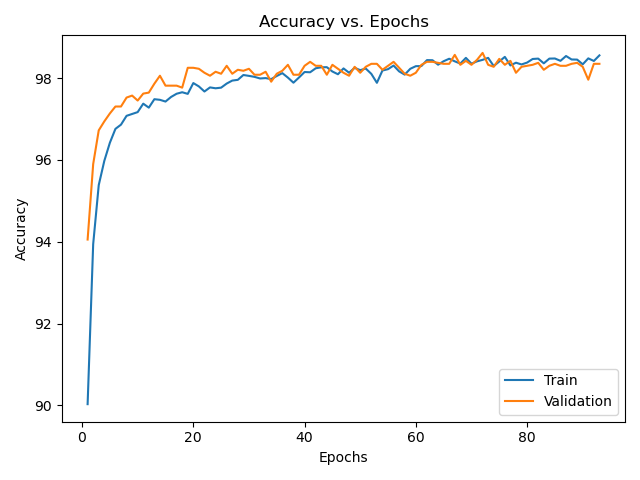 Accuracy vs. Epochs
Accuracy
98
96
94
92
90
0 20 40 60 80
Epochs
Train
Validation